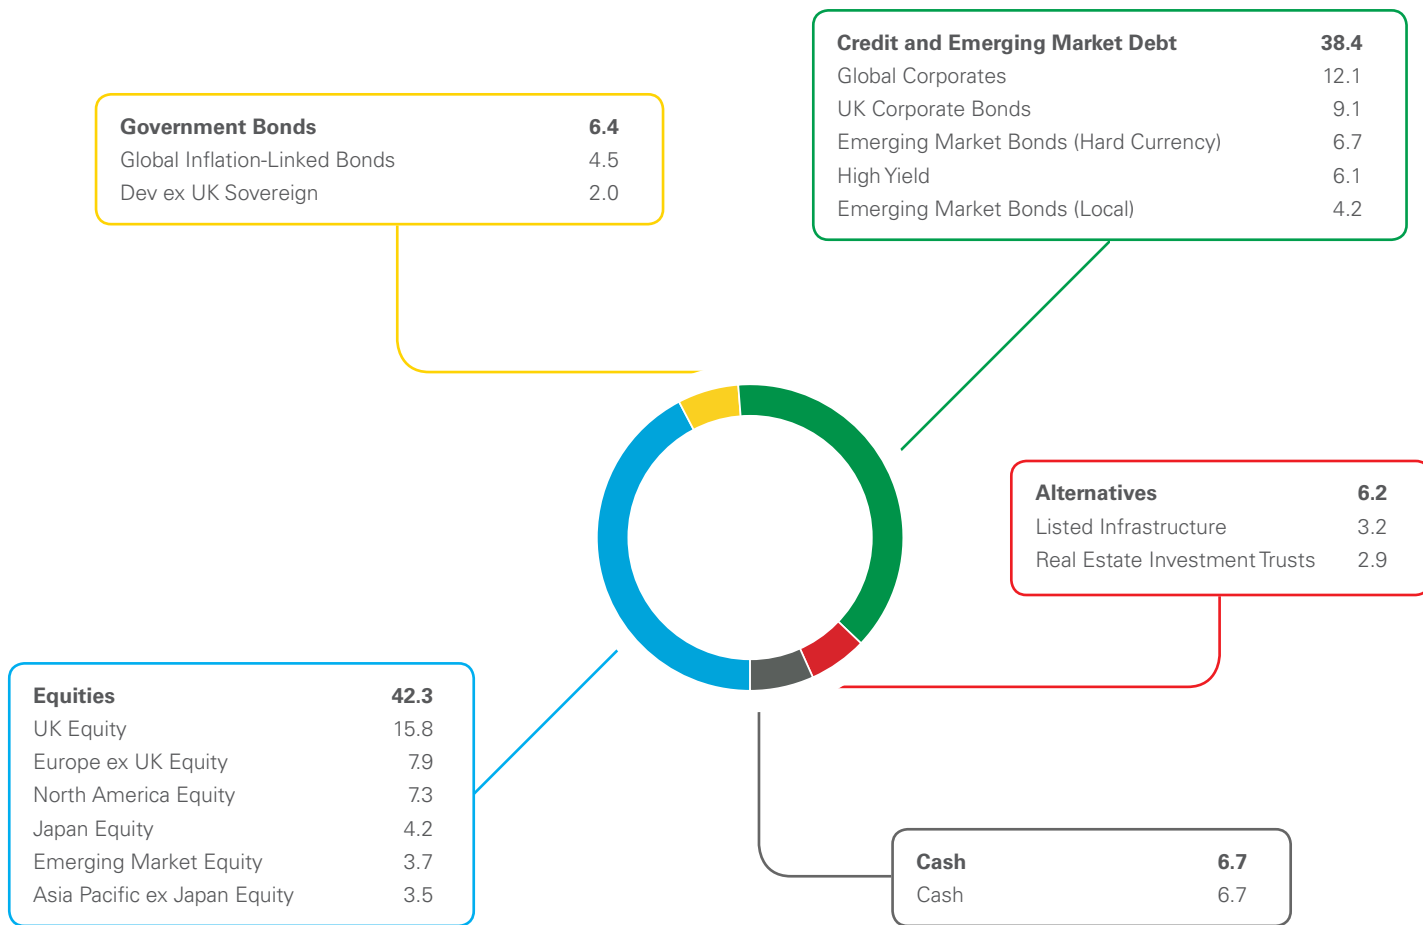 Government Bonds 6.4
Global Inflation-Linked Bonds 4.5
Dev ex UK Sovereign 2.0
Credit and Emerging Market Debt 38.4
Global Corporates 12.1
UK Corporate Bonds 9.1
Emerging Market Bonds (Hard Currency) 6.7
High Yield 6.1
Emerging Market Bonds (Local) 4.2
Alternatives 6.2
Listed Infrastructure 3.2
Real Estate Investment Trusts 2.9
Equities 42.3
UK Equity 15.8
Europe ex UK Equity 7.9
North America Equity 7.3
Japan Equity 4.2
Emerging Market Equity 3.7
Asia Pacific ex Japan Equity 3.5
Cash 6.7
Cash 6.7